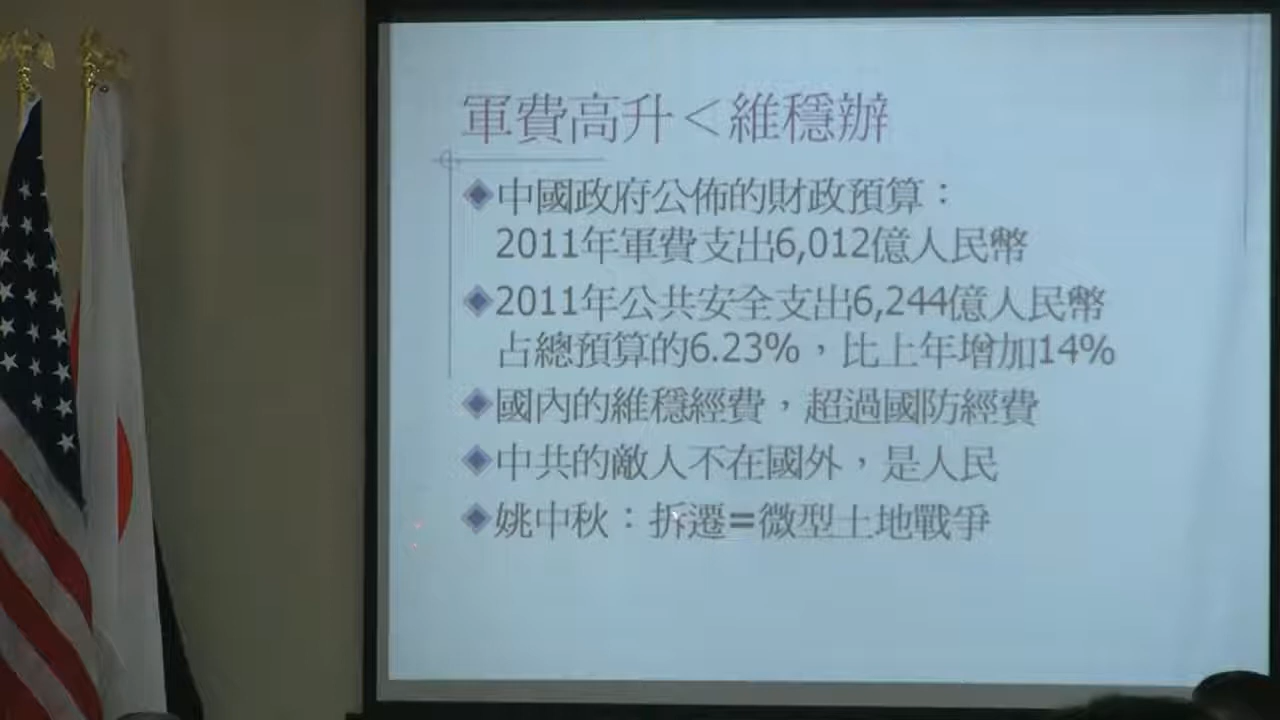 軍費高升＜維穩辦
中國政府公佈的財政預算：
2011年軍費支出6,012億人民幣
2011年公共安全支出6,244億人民幣
占總預算的6.23%，比上年增加14%
國內的維穩經費，超過國防經費
中共的敵人不在國外，是人民
姚中秋：拆遷=微型土地戰爭